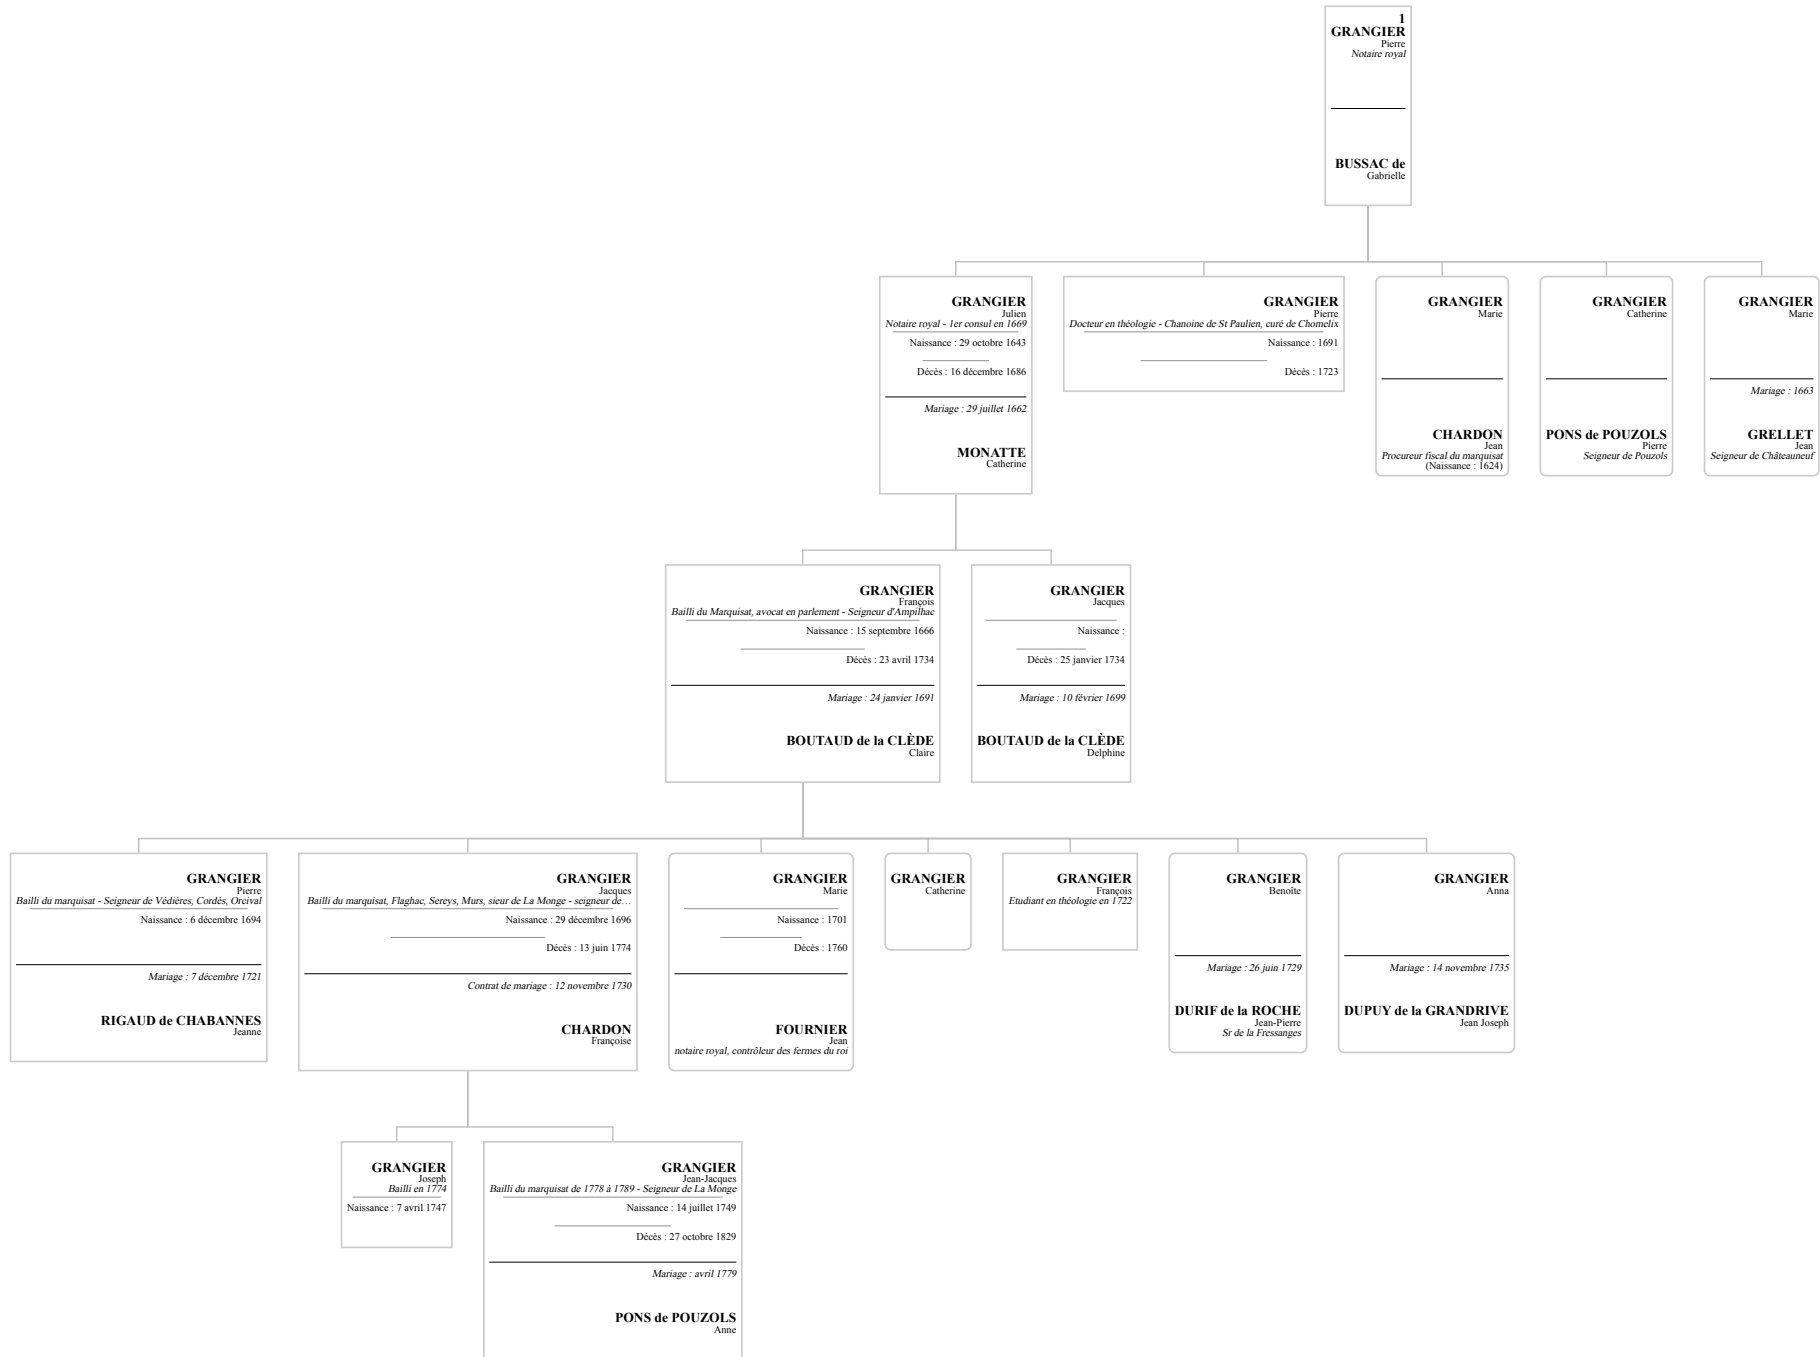 1
GRANGIER
Pierre
Notaire royal
BUSSAC de
Gabrielle
GRANGIER
Julien
Notaire royal - 1er consul en 1669
Naissance : 29 octobre 1643
Décès : 16 décembre 1686
Mariage : 29 juillet 1662
MONATTE
Catherine
GRANGIER
Pierre
Docteur en théologie - Chanoine de St Paulien, curé de Chomelix
Naissance : 1691
Décès : 1723
GRANGIER
Marie
CHARDON
Jean
Procureur fiscal du marquisat
(Naissance : 1624)
GRANGIER
Catherine
PONS de POUZOLS
Pierre
Seigneur de Pouzols
GRANGIER
Marie
Mariage : 1663
GRELLET
Jean
Seigneur de Châteauneuf
GRANGIER
François
Bailli du Marquisat, avocat en parlement - Seigneur d'Ampilhac
Naissance : 15 septembre 1666
Décès : 23 avril 1734
Mariage : 24 janvier 1691
BOUTAUD de la CLÈDE
Claire
GRANGIER
Jacques
Naissance :
Décès : 25 janvier 1734
Mariage : 10 février 1699
BOUTAUD de la CLÈDE
Delphine
GRANGIER
Pierre
Bailli du marquisat - Seigneur de Védières, Cordès, Orcival
Naissance : 6 décembre 1694
Mariage : 7 décembre 1721
RIGAUD de CHABANNES
Jeanne
GRANGIER
Jacques
Bailli du marquisat, Flaghac, Sereys, Murs, sieur de La Monge - seigneur de…
Naissance : 29 décembre 1696
Décès : 13 juin 1774
Contrat de mariage : 12 novembre 1730
CHARDON
Françoise
GRANGIER
Marie
Naissance : 1701
Décès : 1760
FOURNIER
Jean
notaire royal, contrôleur des fermes du roi
GRANGIER
Catherine
GRANGIER
François
Etudiant en théologie en 1722
GRANGIER
Benoîte
Mariage : 26 juin 1729
DURIF de la ROCHE
Jean-Pierre
Sr de la Fressanges
GRANGIER
Anna
Mariage : 14 novembre 1735
DUPUY de la GRANDRIVE
Jean Joseph
GRANGIER
Joseph
Bailli en 1774
Naissance : 7 avril 1747
GRANGIER
Jean-Jacques
Bailli du marquisat de 1778 à 1789 - Seigneur de La Monge
Naissance : 14 juillet 1749
Décès : 27 octobre 1829
Mariage : avril 1779
PONS de POUZOLS
Anne